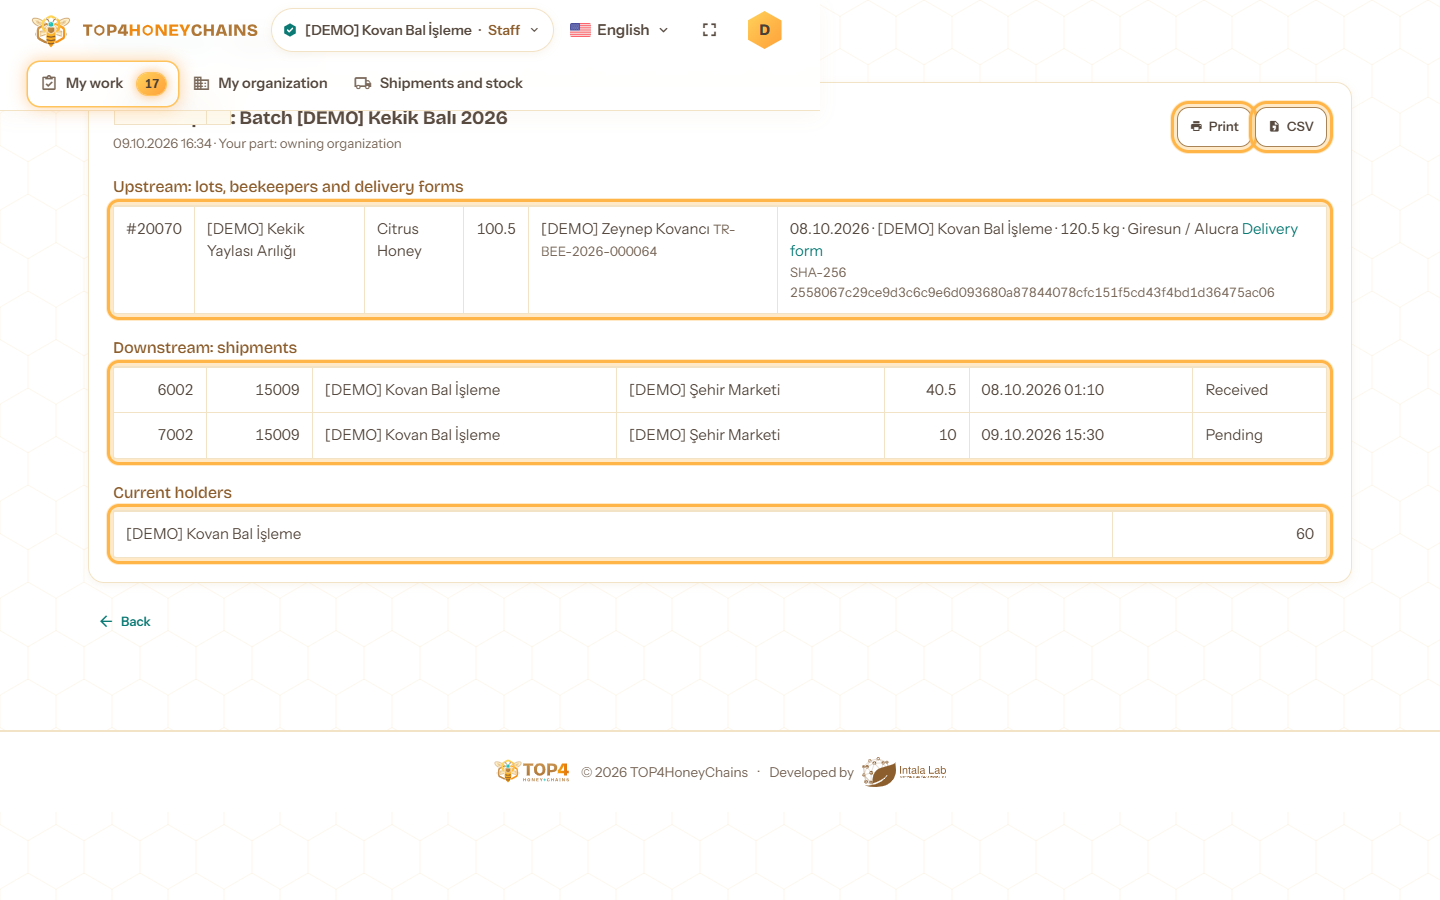 TOP4HONEYCHAINS
[DEMO] Kovan Bal İşleme · Staff
English
D
My work 17
My organization
Shipments and stock
: Batch [DEMO] Kekik Balı 2026
09.10.2026 16:34 · Your part: owning organization
Print
CSV
Upstream: lots, beekeepers and delivery forms
#20070 [DEMO] Kekik Yaylası Arılığı Citrus Honey 100.5 [DEMO] Zeynep Kovancı TR-BEE-2026-000064 08.10.2026 · [DEMO] Kovan Bal İşleme · 120.5 kg · Giresun / Alucra Delivery form
SHA-256
2558067c29ce9d3c6c9e6d093680a87844078cfc151f5cd43f4bd1d36475ac06
Downstream: shipments
6002 15009 [DEMO] Kovan Bal İşleme [DEMO] Şehir Marketi 40.5 08.10.2026 01:10 Received
7002 15009 [DEMO] Kovan Bal İşleme [DEMO] Şehir Marketi 10 09.10.2026 15:30 Pending
Current holders
[DEMO] Kovan Bal İşleme 60
Back
TOP4 HONEY CHAINS © 2026 TOP4HoneyChains · Developed by Intala Lab